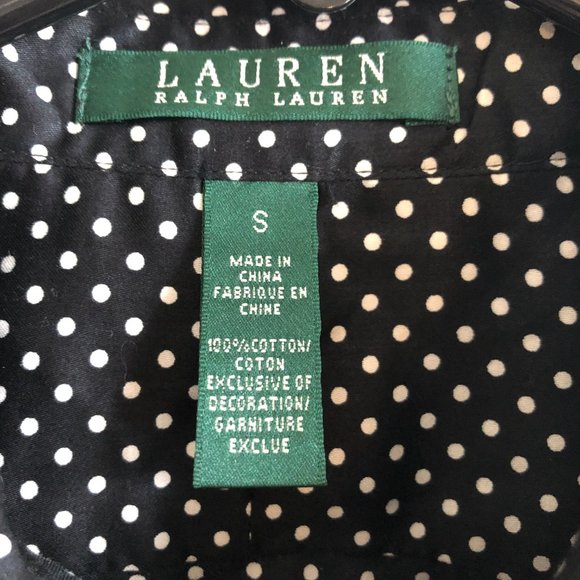 LAUREN
RALPH LAUREN
S
MADE IN
CHINA
FABRIQUE EN
CHINE
100%COTTON/
COTON
EXCLUSIVE OF
DECORATION/
GARNITURE
EXCLUE